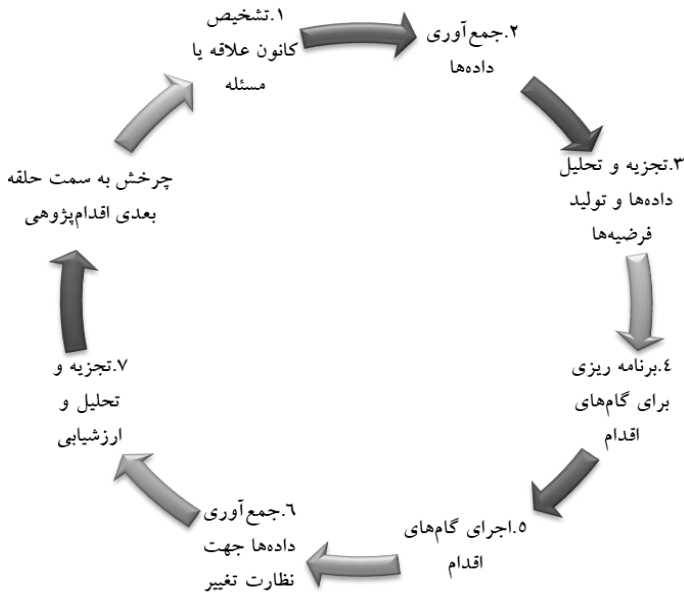 ۱.تشخیص
کانون علاقه یا
مسئله
۲.جمع‌آوری
داده‌ها
۳.تجزیه و تحلیل
داده‌ها و تولید
فرضیه‌ها
٤.برنامه ریزی
برای گام‌های
اقدام
٥.اجرای گام‌های
اقدام
٦.جمع‌آوری
داده‌ها جهت
نظارت تغییر
۷.تجزیه و
تحلیل و
ارزشیابی
چرخش به سمت حلقه
بعدی اقدام‌پژوهی